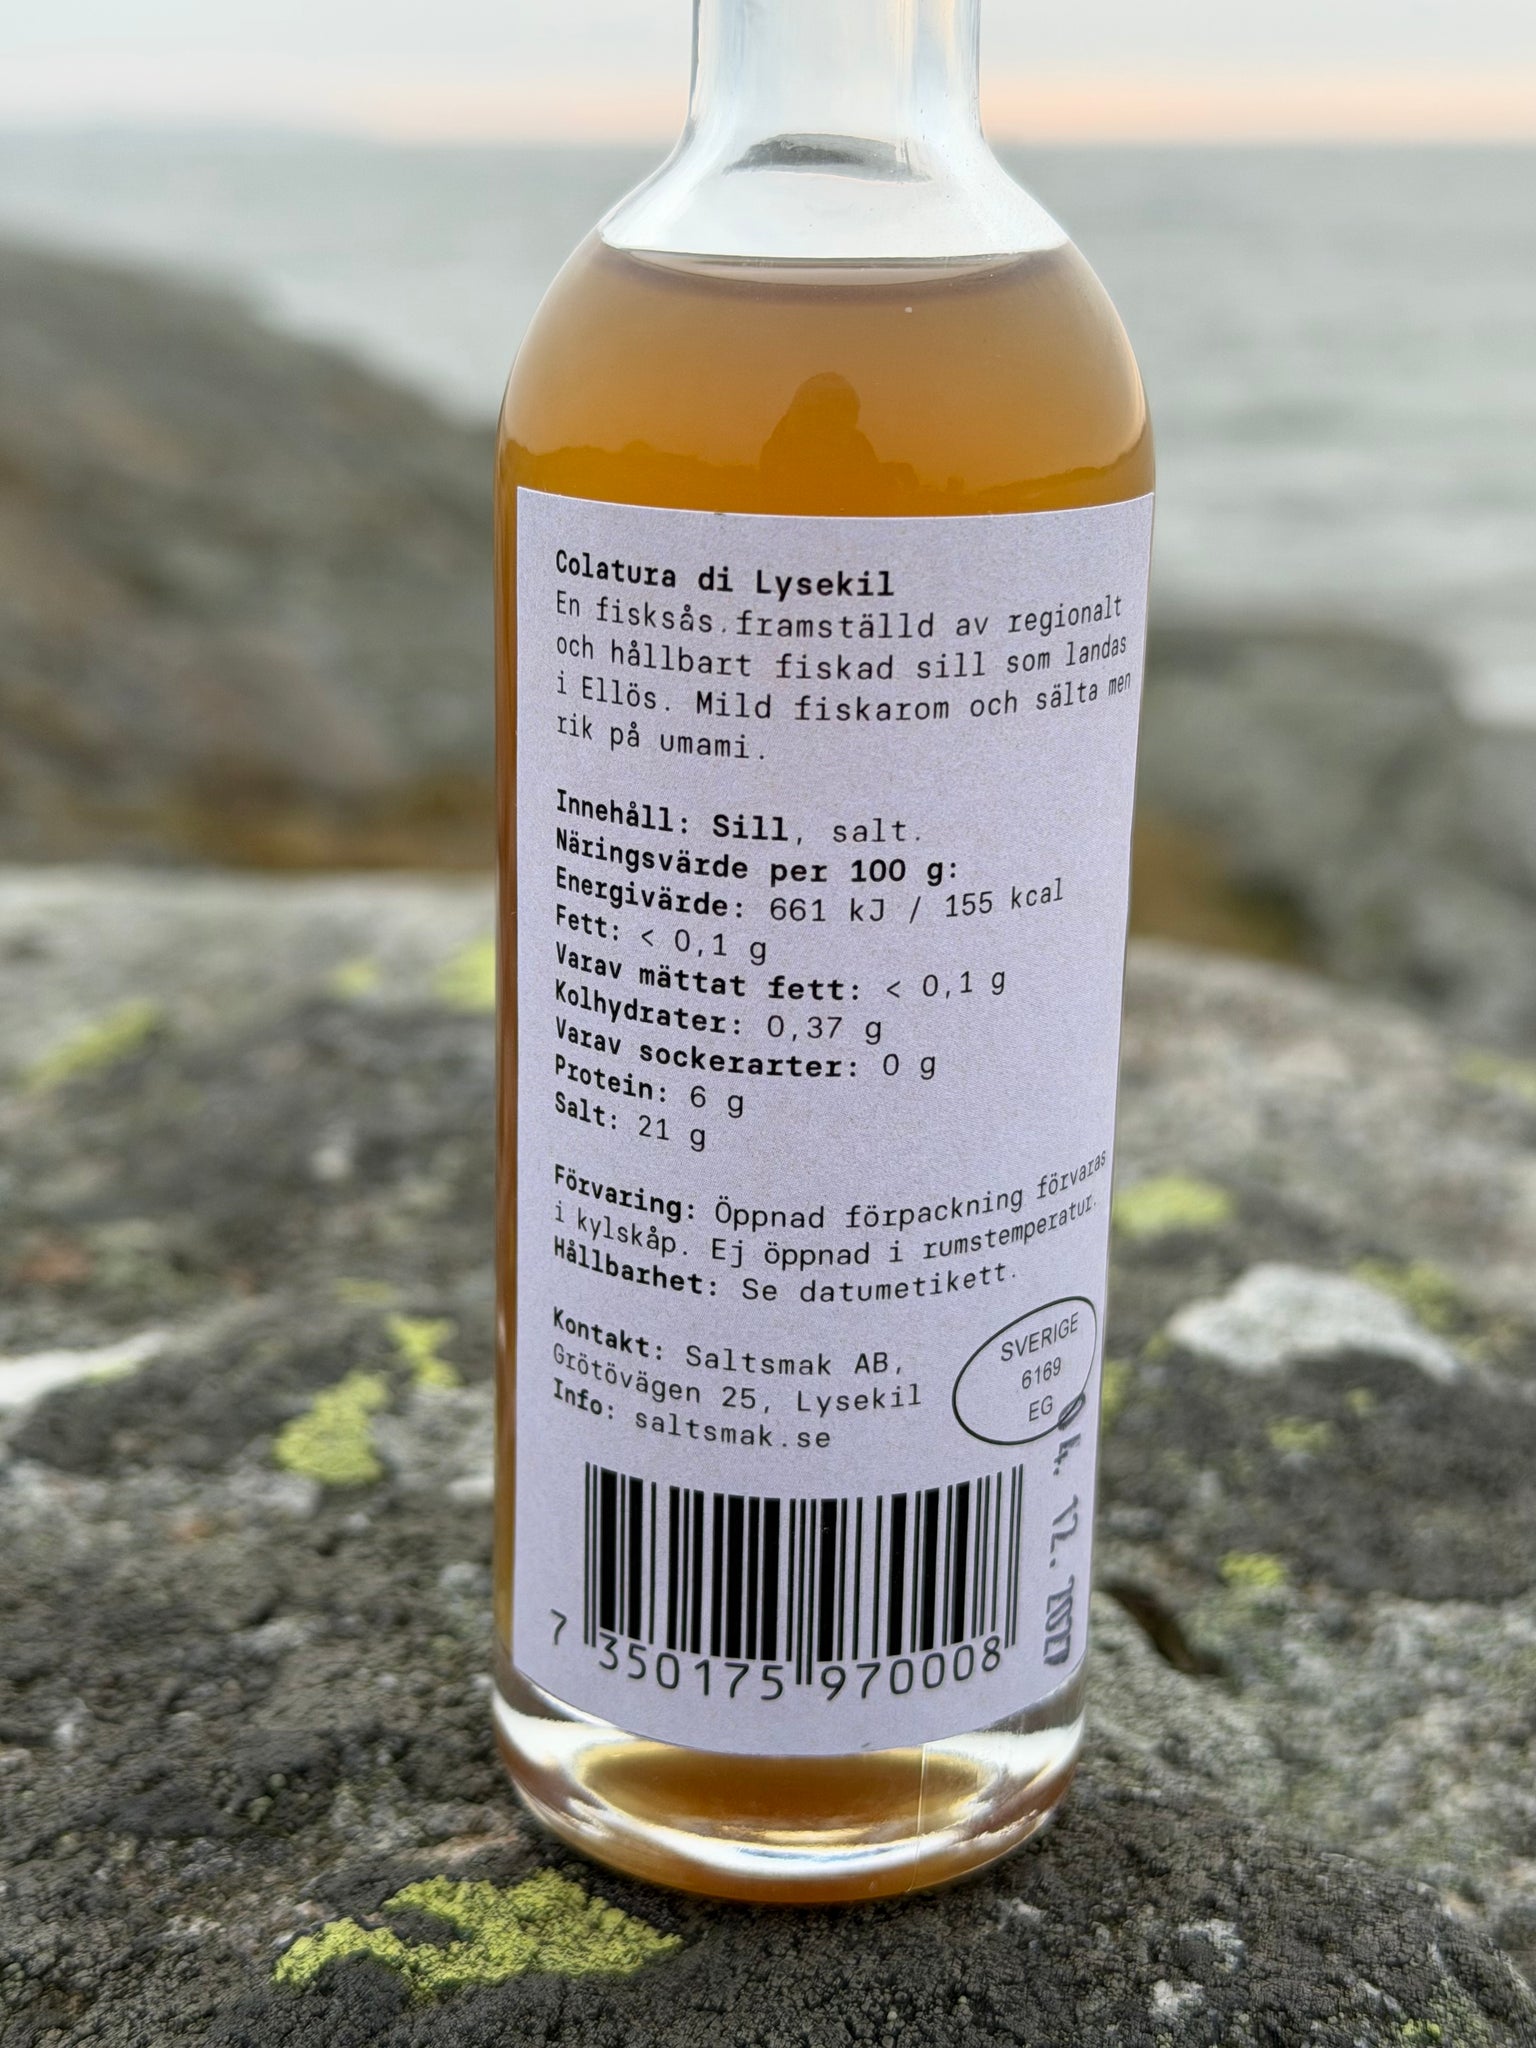 Colatura di Lysekil
En fisksås.framställd av regionalt
och hållbart fiskad sill som landas
i Ellös. Mild fiskarom och sälta men
rik på umami.
Innehåll: Sill, salt.
Näringsvärde per 100 g:
Energivärde: 661 kJ / 155 kcal
Fett: < 0,1 g
Varav mättat fett: < 0,1 g
Kolhydrater: 0,37 g
Varav sockerarter: 0 g
Protein: 6 g
Salt: 21 g
Förvaring: Öppnad förpackning förvaras
i kylskåp. Ej öppnad i rumstemperatur.
Hållbarhet: Se datumetikett.
Kontakt: Saltsmak AB,
Grötövägen 25, Lysekil
Info: saltsmak.se
SVERIGE
6169
EG
04. 12.
7 350175 970008